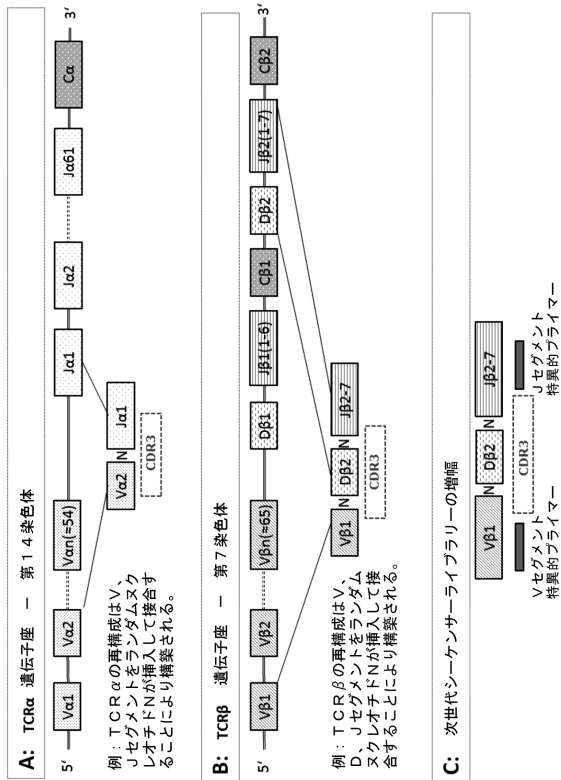 A: TCRα 遺伝子座 － 第１４染色体
5’ Vα1 Vα2 Vαn(≈54) Jα1 Jα2 Jα61 Cα 3’
Vα2 N Jα1
CDR3
例：ＴＣＲαの再構成はＶ、
Ｊセグメントをランダムヌク
レオチドＮが挿入して接合す
ることにより構築される。
B: TCRβ 遺伝子座 － 第７染色体
5’ Vβ1 Vβ2 Vβn(≈65) Dβ1 Jβ1(1-6) Cβ1 Dβ2 Jβ2(1-7) Cβ2 3’
Vβ1 N Dβ2 N Jβ2-7
CDR3
例：ＴＣＲβの再構成はＶ、
Ｄ、Ｊセグメントをランダム
ヌクレオチドＮが挿入して接
合することにより構築される。
C: 次世代シーケンサーライブラリーの増幅
Vβ1 N Dβ2 N Jβ2-7
CDR3
Ｖセグメント
特異的プライマー
Ｊセグメント
特異的プライマー